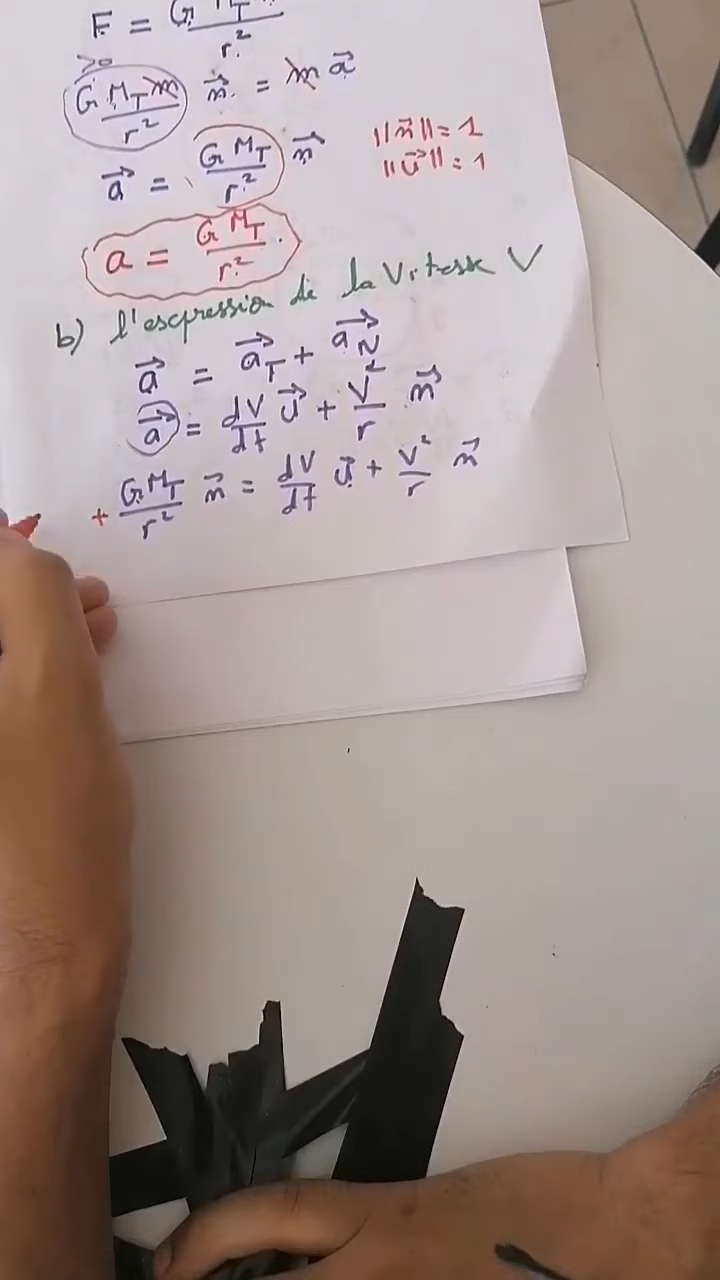 F = G M_T / r²
>0
G M_T m / r² n⃗ = m a⃗
a⃗ = G M_T / r² n⃗
||n⃗|| = 1
||u⃗|| = 1
a = G M_T / r² .
b) l'expression de la Vitesse V
a⃗ = a⃗_T + a⃗_N
a⃗ = dV/dt u⃗ + V²/r n⃗
+ G M_T / r² n⃗ = dV/dt u⃗ + V²/r n⃗